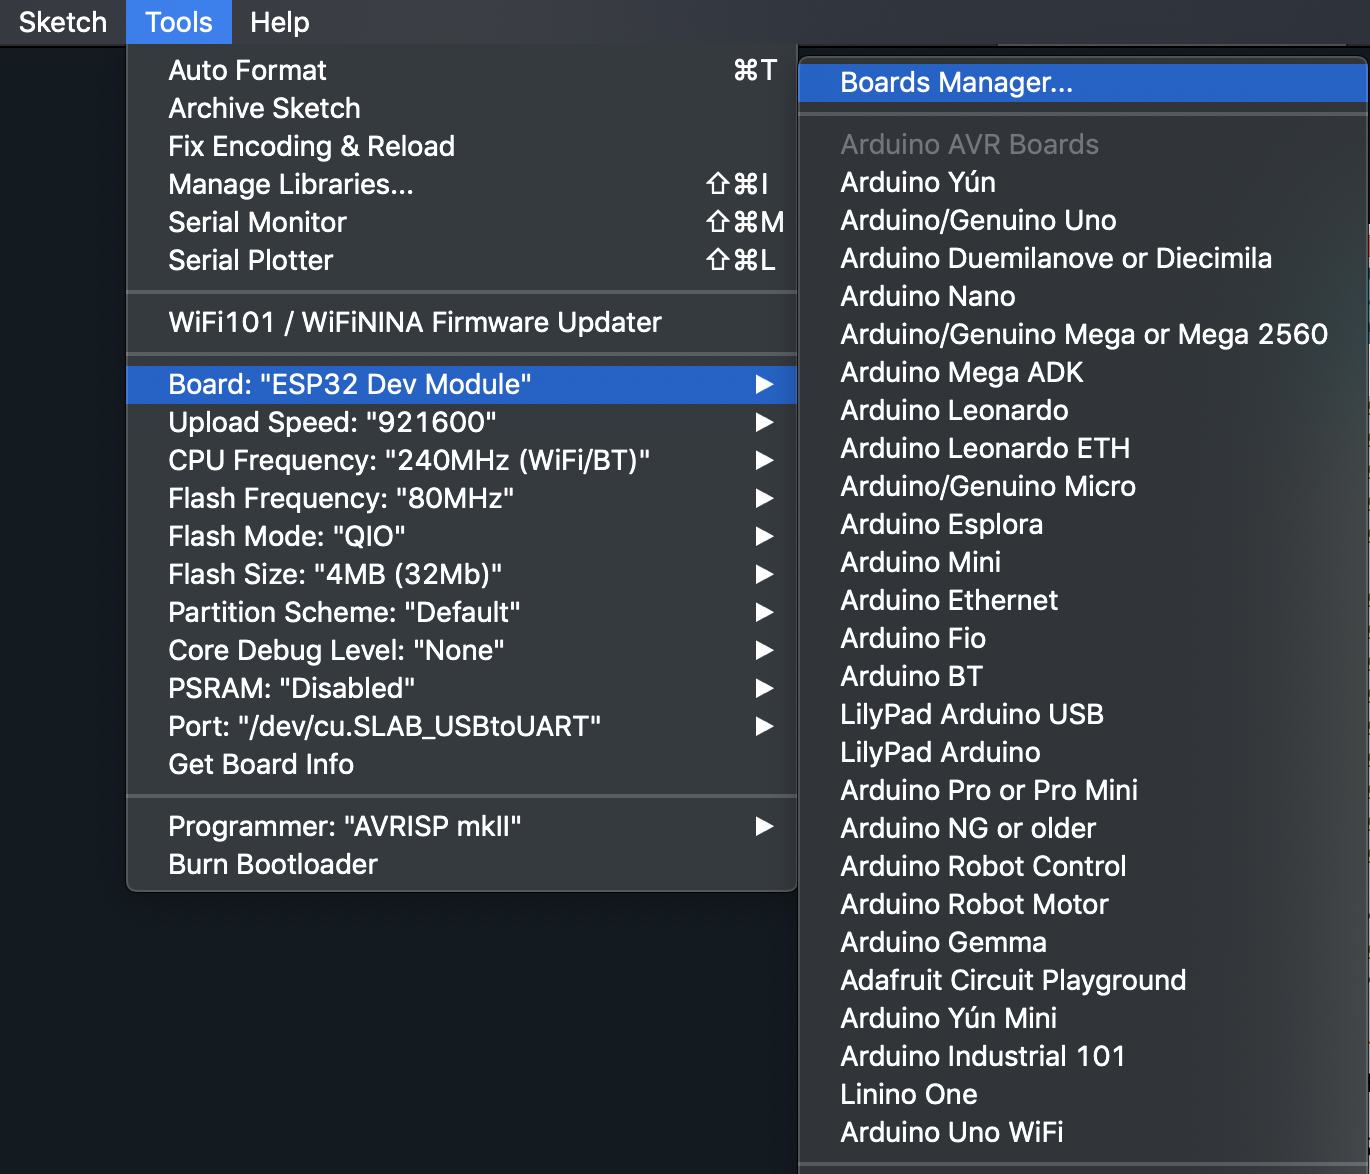 Sketch Tools Help
Auto Format ⌘T
Archive Sketch
Fix Encoding & Reload
Manage Libraries... ⇧⌘I
Serial Monitor ⇧⌘M
Serial Plotter ⇧⌘L
WiFi101 / WiFiNINA Firmware Updater
Board: "ESP32 Dev Module"
Upload Speed: "921600"
CPU Frequency: "240MHz (WiFi/BT)"
Flash Frequency: "80MHz"
Flash Mode: "QIO"
Flash Size: "4MB (32Mb)"
Partition Scheme: "Default"
Core Debug Level: "None"
PSRAM: "Disabled"
Port: "/dev/cu.SLAB_USBtoUART"
Get Board Info
Programmer: "AVRISP mkII"
Burn Bootloader
Boards Manager...
Arduino AVR Boards
Arduino Yún
Arduino/Genuino Uno
Arduino Duemilanove or Diecimila
Arduino Nano
Arduino/Genuino Mega or Mega 2560
Arduino Mega ADK
Arduino Leonardo
Arduino Leonardo ETH
Arduino/Genuino Micro
Arduino Esplora
Arduino Mini
Arduino Ethernet
Arduino Fio
Arduino BT
LilyPad Arduino USB
LilyPad Arduino
Arduino Pro or Pro Mini
Arduino NG or older
Arduino Robot Control
Arduino Robot Motor
Arduino Gemma
Adafruit Circuit Playground
Arduino Yún Mini
Arduino Industrial 101
Linino One
Arduino Uno WiFi